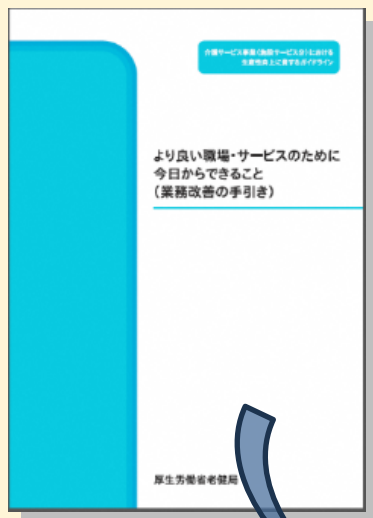 介護サービス事業（施設サービス分）における
生産性向上に資するガイドライン
より良い職場・サービスのために
今日からできること
（業務改善の手引き）
厚生労働省老健局